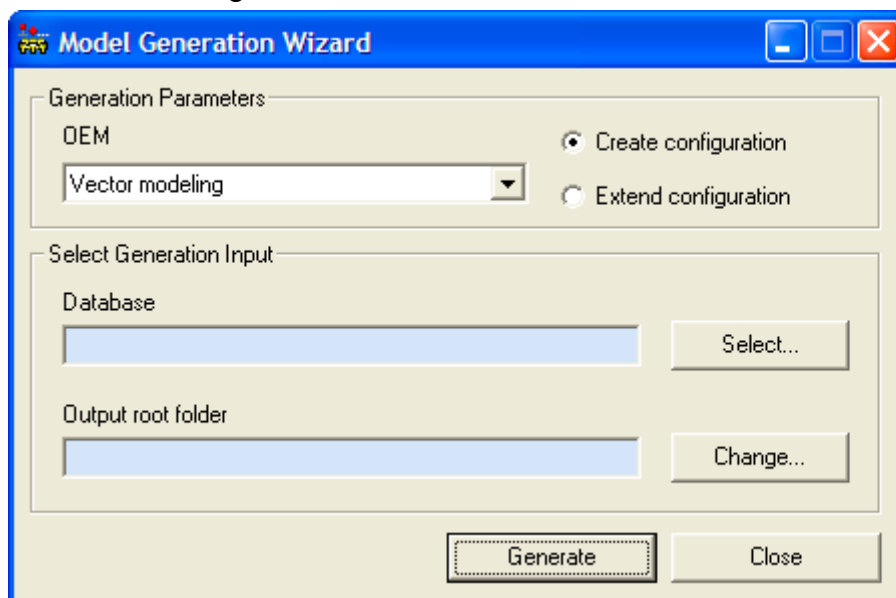 Model Generation Wizard
Generation Parameters
OEM
Create configuration
Vector modeling
Extend configuration
Select Generation Input
Database
Select...
Output root folder
Change...
Generate
Close